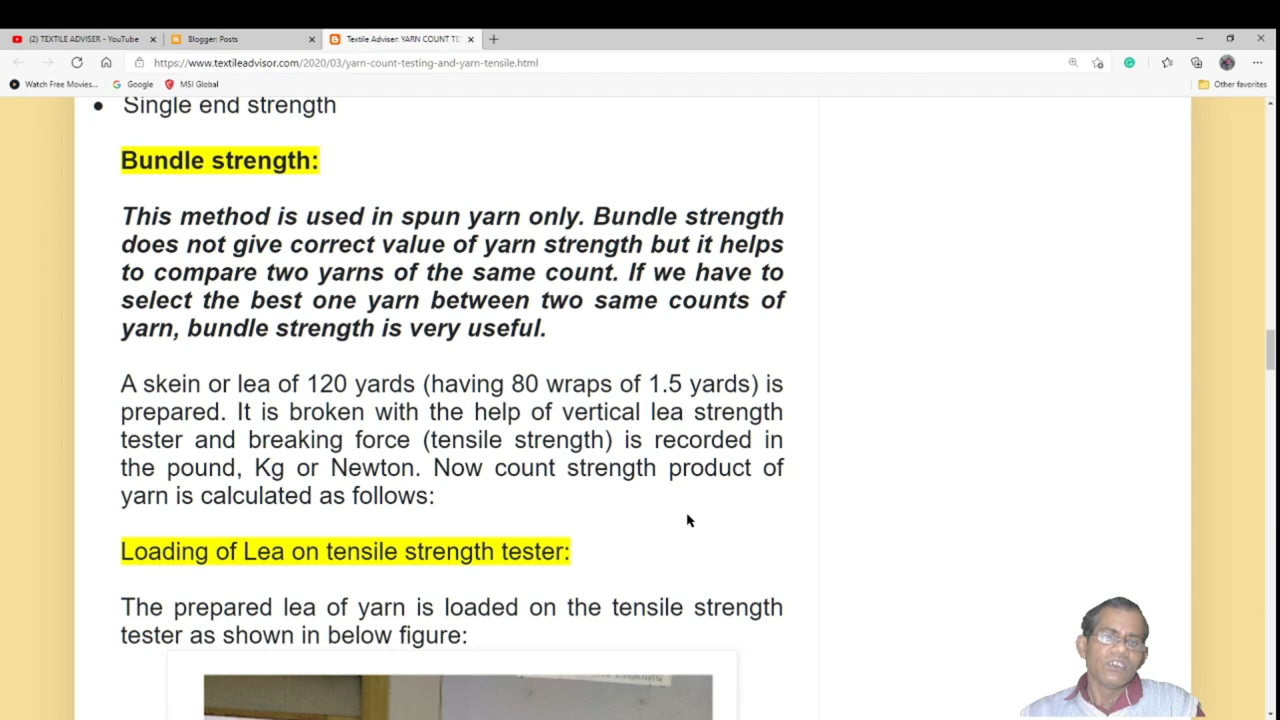 (2) TEXTILE ADVISER - YouTube
Blogger: Posts
Textile Adviser: YARN COUNT TE
https://www.textileadvisor.com/2020/03/yarn-count-testing-and-yarn-tensile.html
Watch Free Movies...
Google
MSI Global
Other favorites
• Single end strength
Bundle strength:
This method is used in spun yarn only. Bundle strength
does not give correct value of yarn strength but it helps
to compare two yarns of the same count. If we have to
select the best one yarn between two same counts of
yarn, bundle strength is very useful.
A skein or lea of 120 yards (having 80 wraps of 1.5 yards) is
prepared. It is broken with the help of vertical lea strength
tester and breaking force (tensile strength) is recorded in
the pound, Kg or Newton. Now count strength product of
yarn is calculated as follows:
Loading of Lea on tensile strength tester:
The prepared lea of yarn is loaded on the tensile strength
tester as shown in below figure: